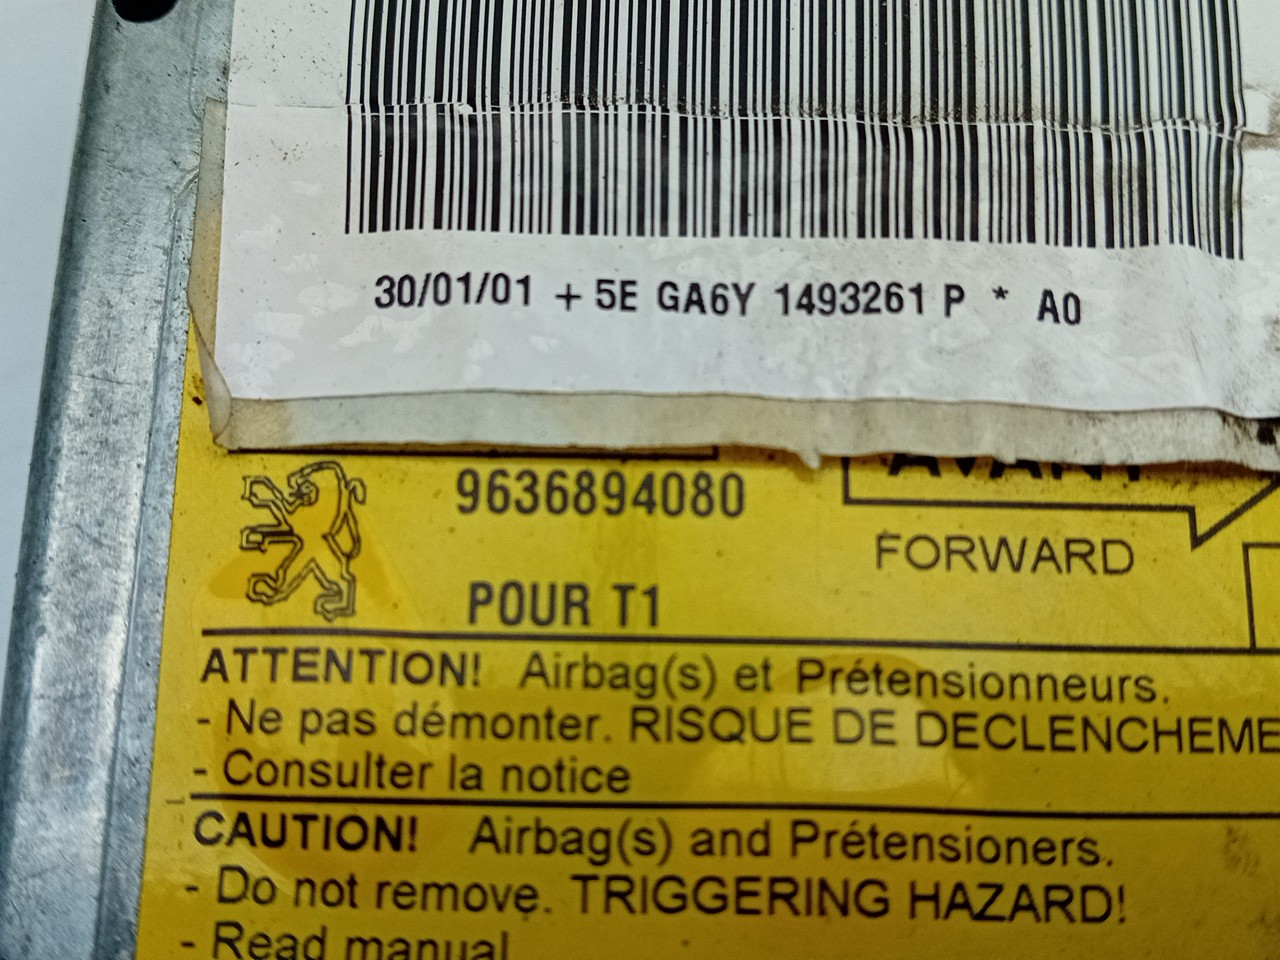 30/01/01 + 5E GA6Y 1493261 P * A0
9636894080
AVANT
FORWARD
POUR T1
ATTENTION! Airbag(s) et Prétensionneurs.
- Ne pas démonter. RISQUE DE DECLENCHEME
- Consulter la notice
CAUTION! Airbag(s) and Prétensioners.
- Do not remove. TRIGGERING HAZARD!
- Read manual